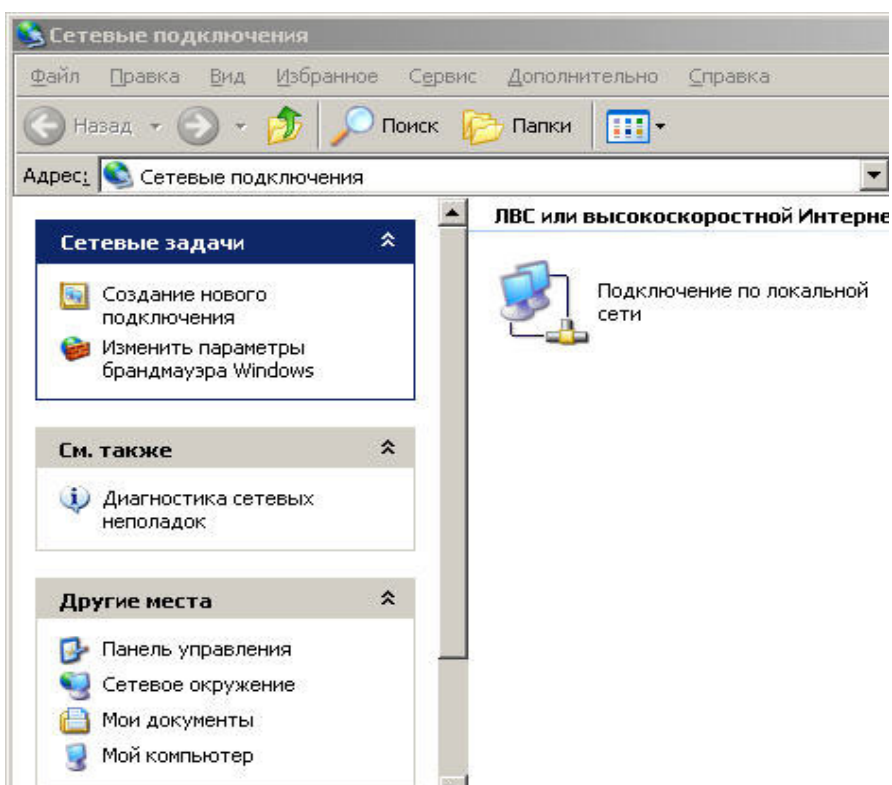 Сетевые подключения
Файл Правка Вид Избранное Сервис Дополнительно Справка
Назад Поиск Папки
Адрес: Сетевые подключения
Сетевые задачи
Создание нового
подключения
Изменить параметры
брандмауэра Windows
См. также
Диагностика сетевых
неполадок
Другие места
Панель управления
Сетевое окружение
Мои документы
Мой компьютер
ЛВС или высокоскоростной Интерне
Подключение по локальной
сети